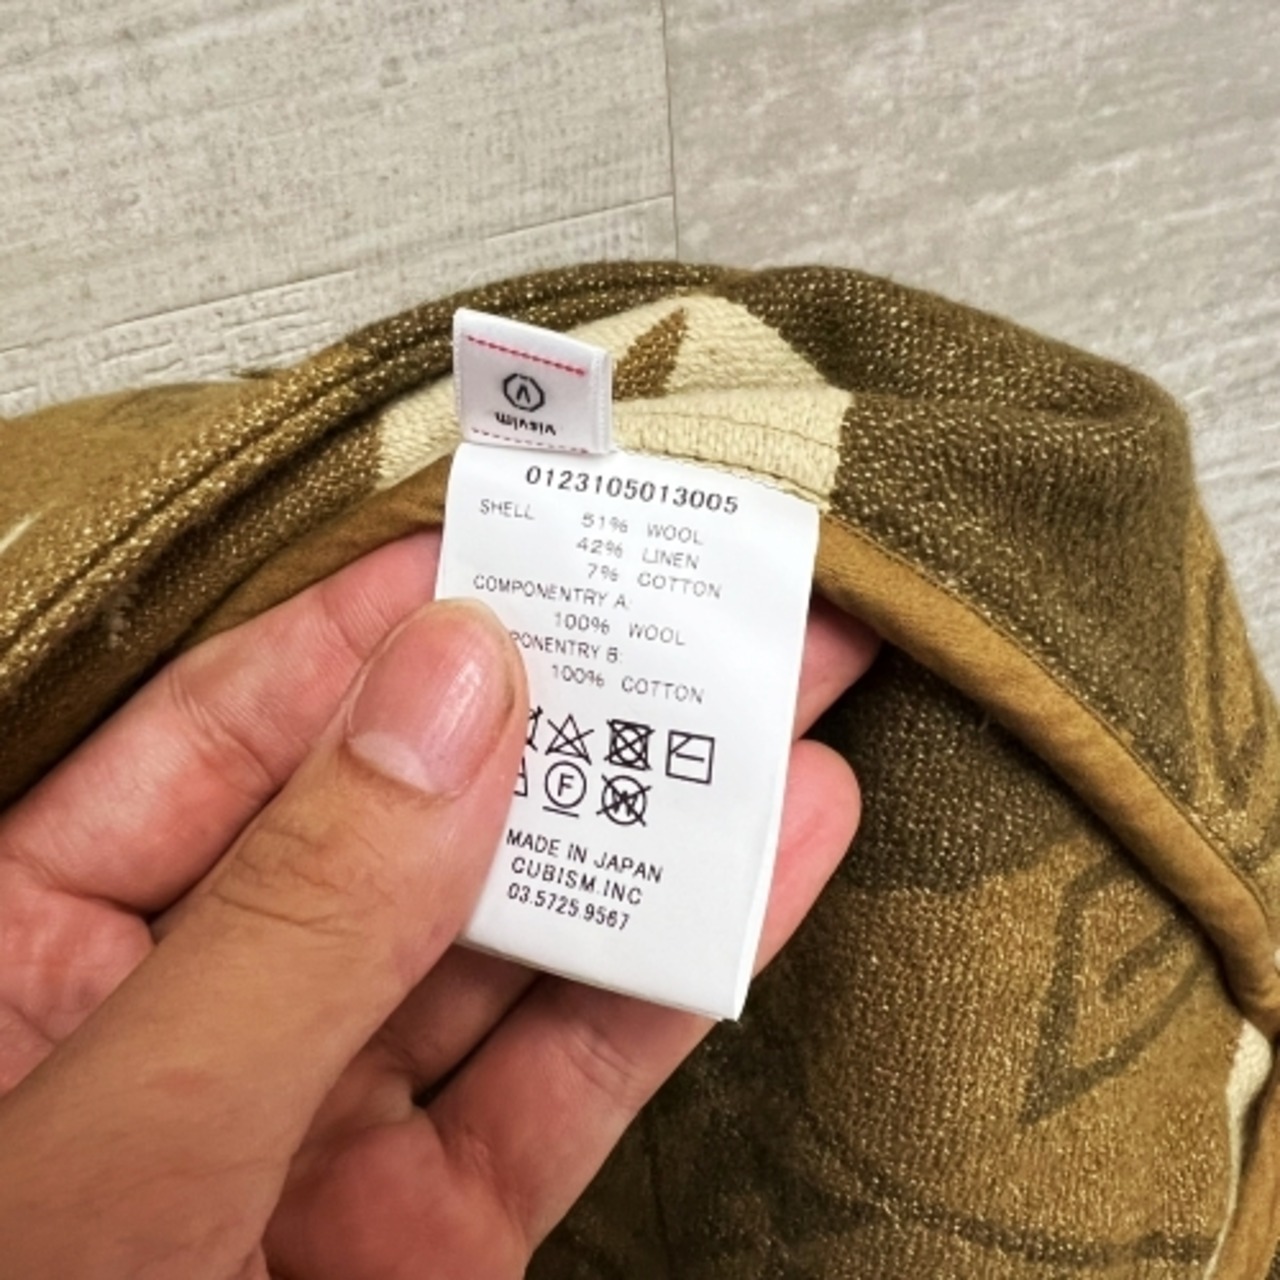 visvim
0123105013005
SHELL 51% WOOL
42% LINEN
7% COTTON
COMPONENTRY A:
100% WOOL
PONENTRY B:
100% COTTON
F
W
MADE IN JAPAN
CUBISM.INC
03.5725.9567